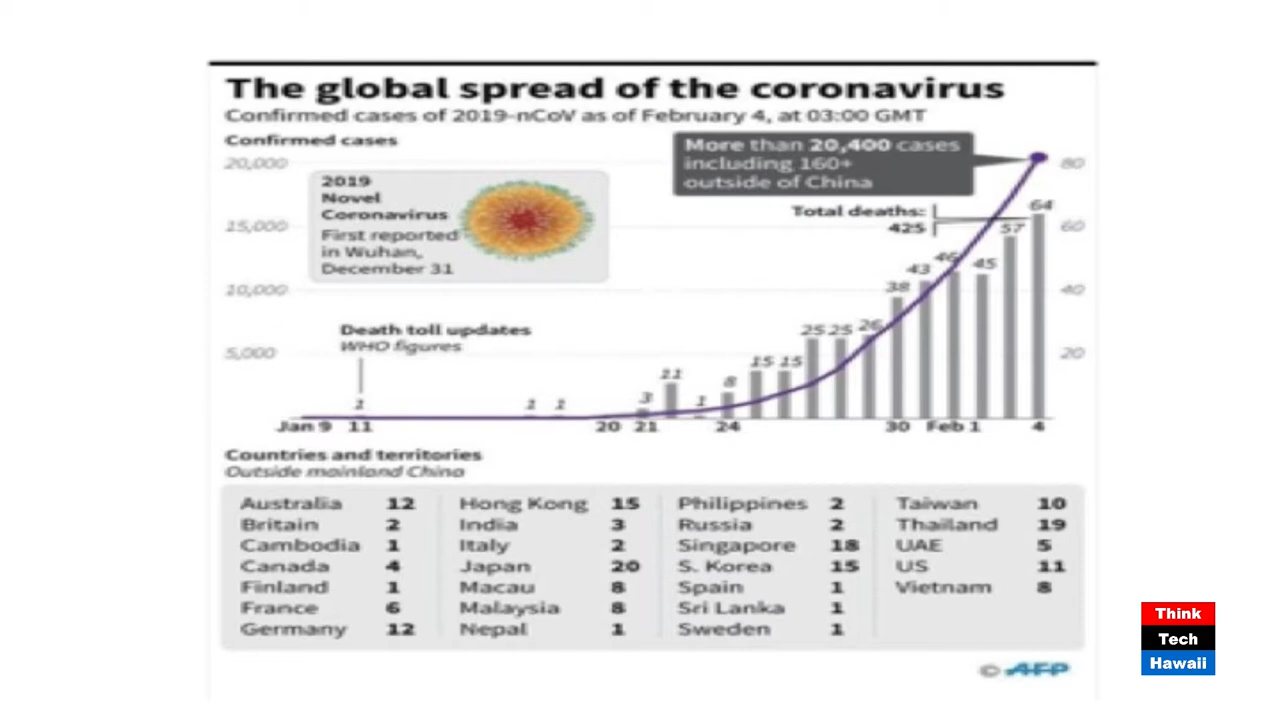 The global spread of the coronavirus
Confirmed cases of 2019-nCoV as of February 4, at 03:00 GMT
Confirmed cases
20,000
80
More than 20,400 cases
including 160+
outside of China
2019
Novel
Coronavirus
First reported
in Wuhan,
December 31
15,000
60
Total deaths:
425
64
57
45
46
43
38
10,000
40
26
25
25
Death toll updates
WHO figures
5,000
20
15
15
8
1
11
3
1
1
1
Jan 9 11 20 21 24 30 Feb 1 4
Countries and territories
Outside mainland China
Australia 12
Britain 2
Cambodia 1
Canada 4
Finland 1
France 6
Germany 12
Hong Kong 15
India 3
Italy 2
Japan 20
Macau 8
Malaysia 8
Nepal 1
Philippines 2
Russia 2
Singapore 18
S. Korea 15
Spain 1
Sri Lanka 1
Sweden 1
Taiwan 10
Thailand 19
UAE 5
US 11
Vietnam 8
© AFP
Think
Tech
Hawaii